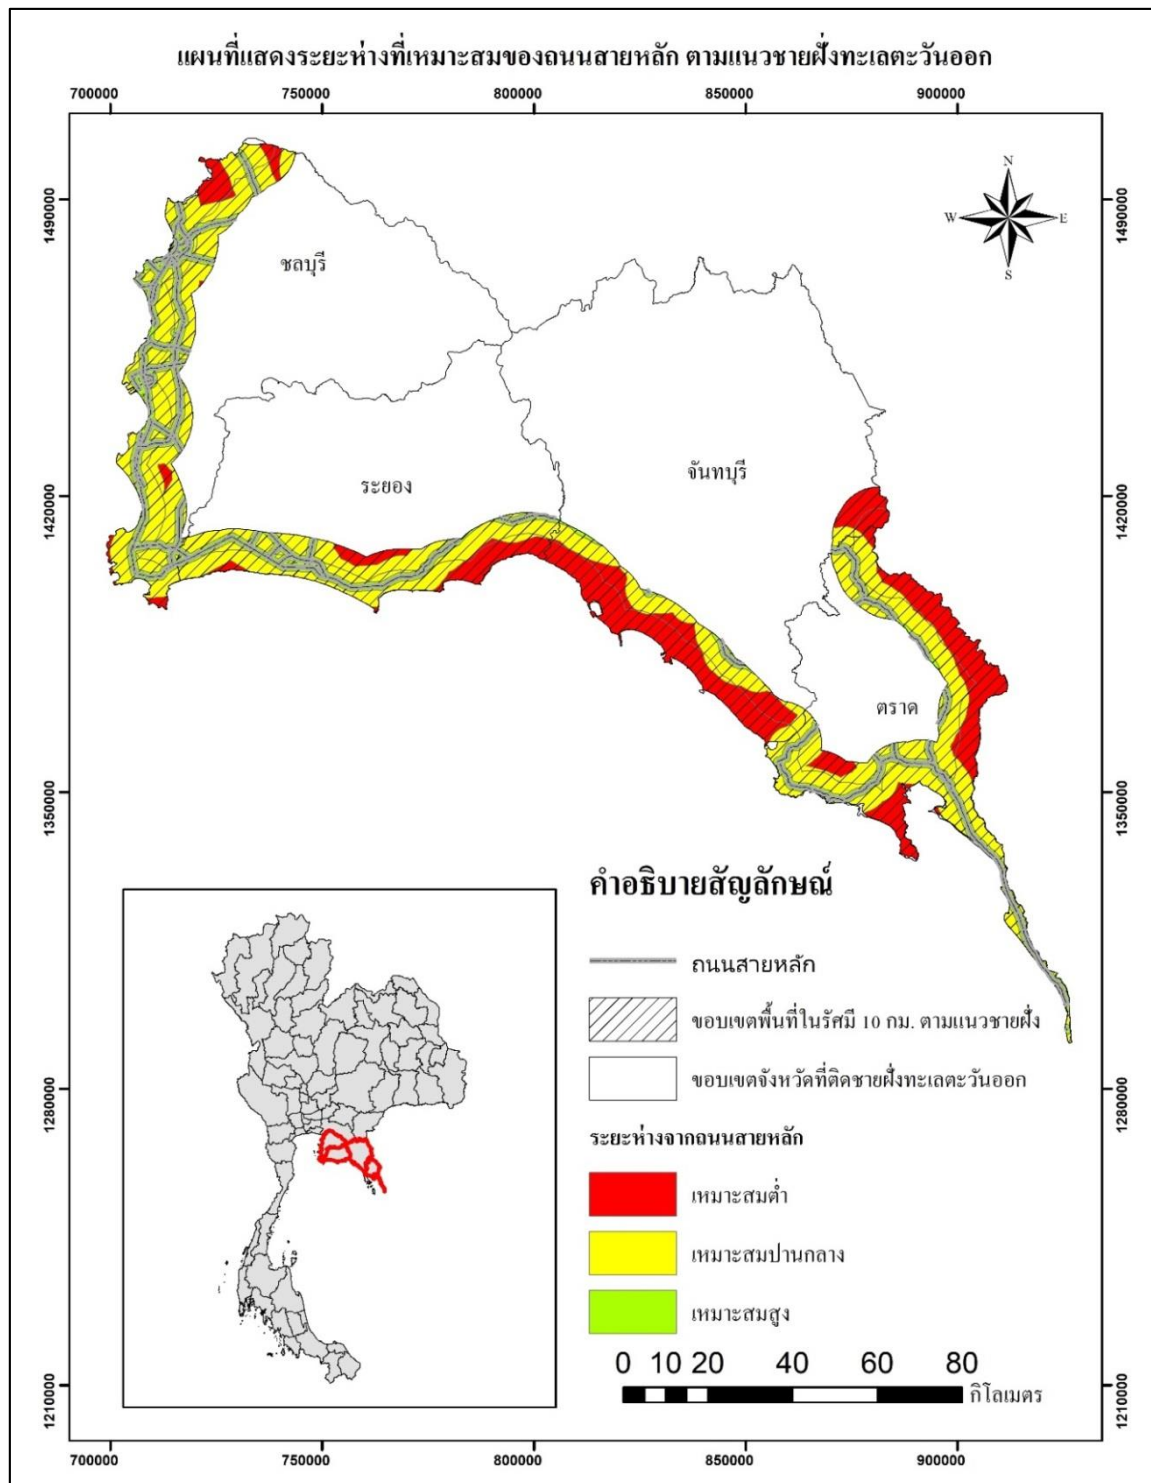 แผนที่แสดงระยะห่างที่เหมาะสมของถนนสายหลัก ตามแนวชายฝั่งทะเลตะวันออก
700000 750000 800000 850000 900000
1490000 1490000
N
W E
S
ชลบุรี
ระยอง
จันทบุรี
1420000 1420000
ตราด
1350000 1350000
คำอธิบายสัญลักษณ์
ถนนสายหลัก
ขอบเขตพื้นที่ในรัศมี 10 กม. ตามแนวชายฝั่ง
ขอบเขตจังหวัดที่ติดชายฝั่งทะเลตะวันออก
1280000 1280000
ระยะห่างจากถนนสายหลัก
เหมาะสมต่ำ
เหมาะสมปานกลาง
เหมาะสมสูง
0 10 20 40 60 80
กิโลเมตร
1210000 1210000
700000 750000 800000 850000 900000